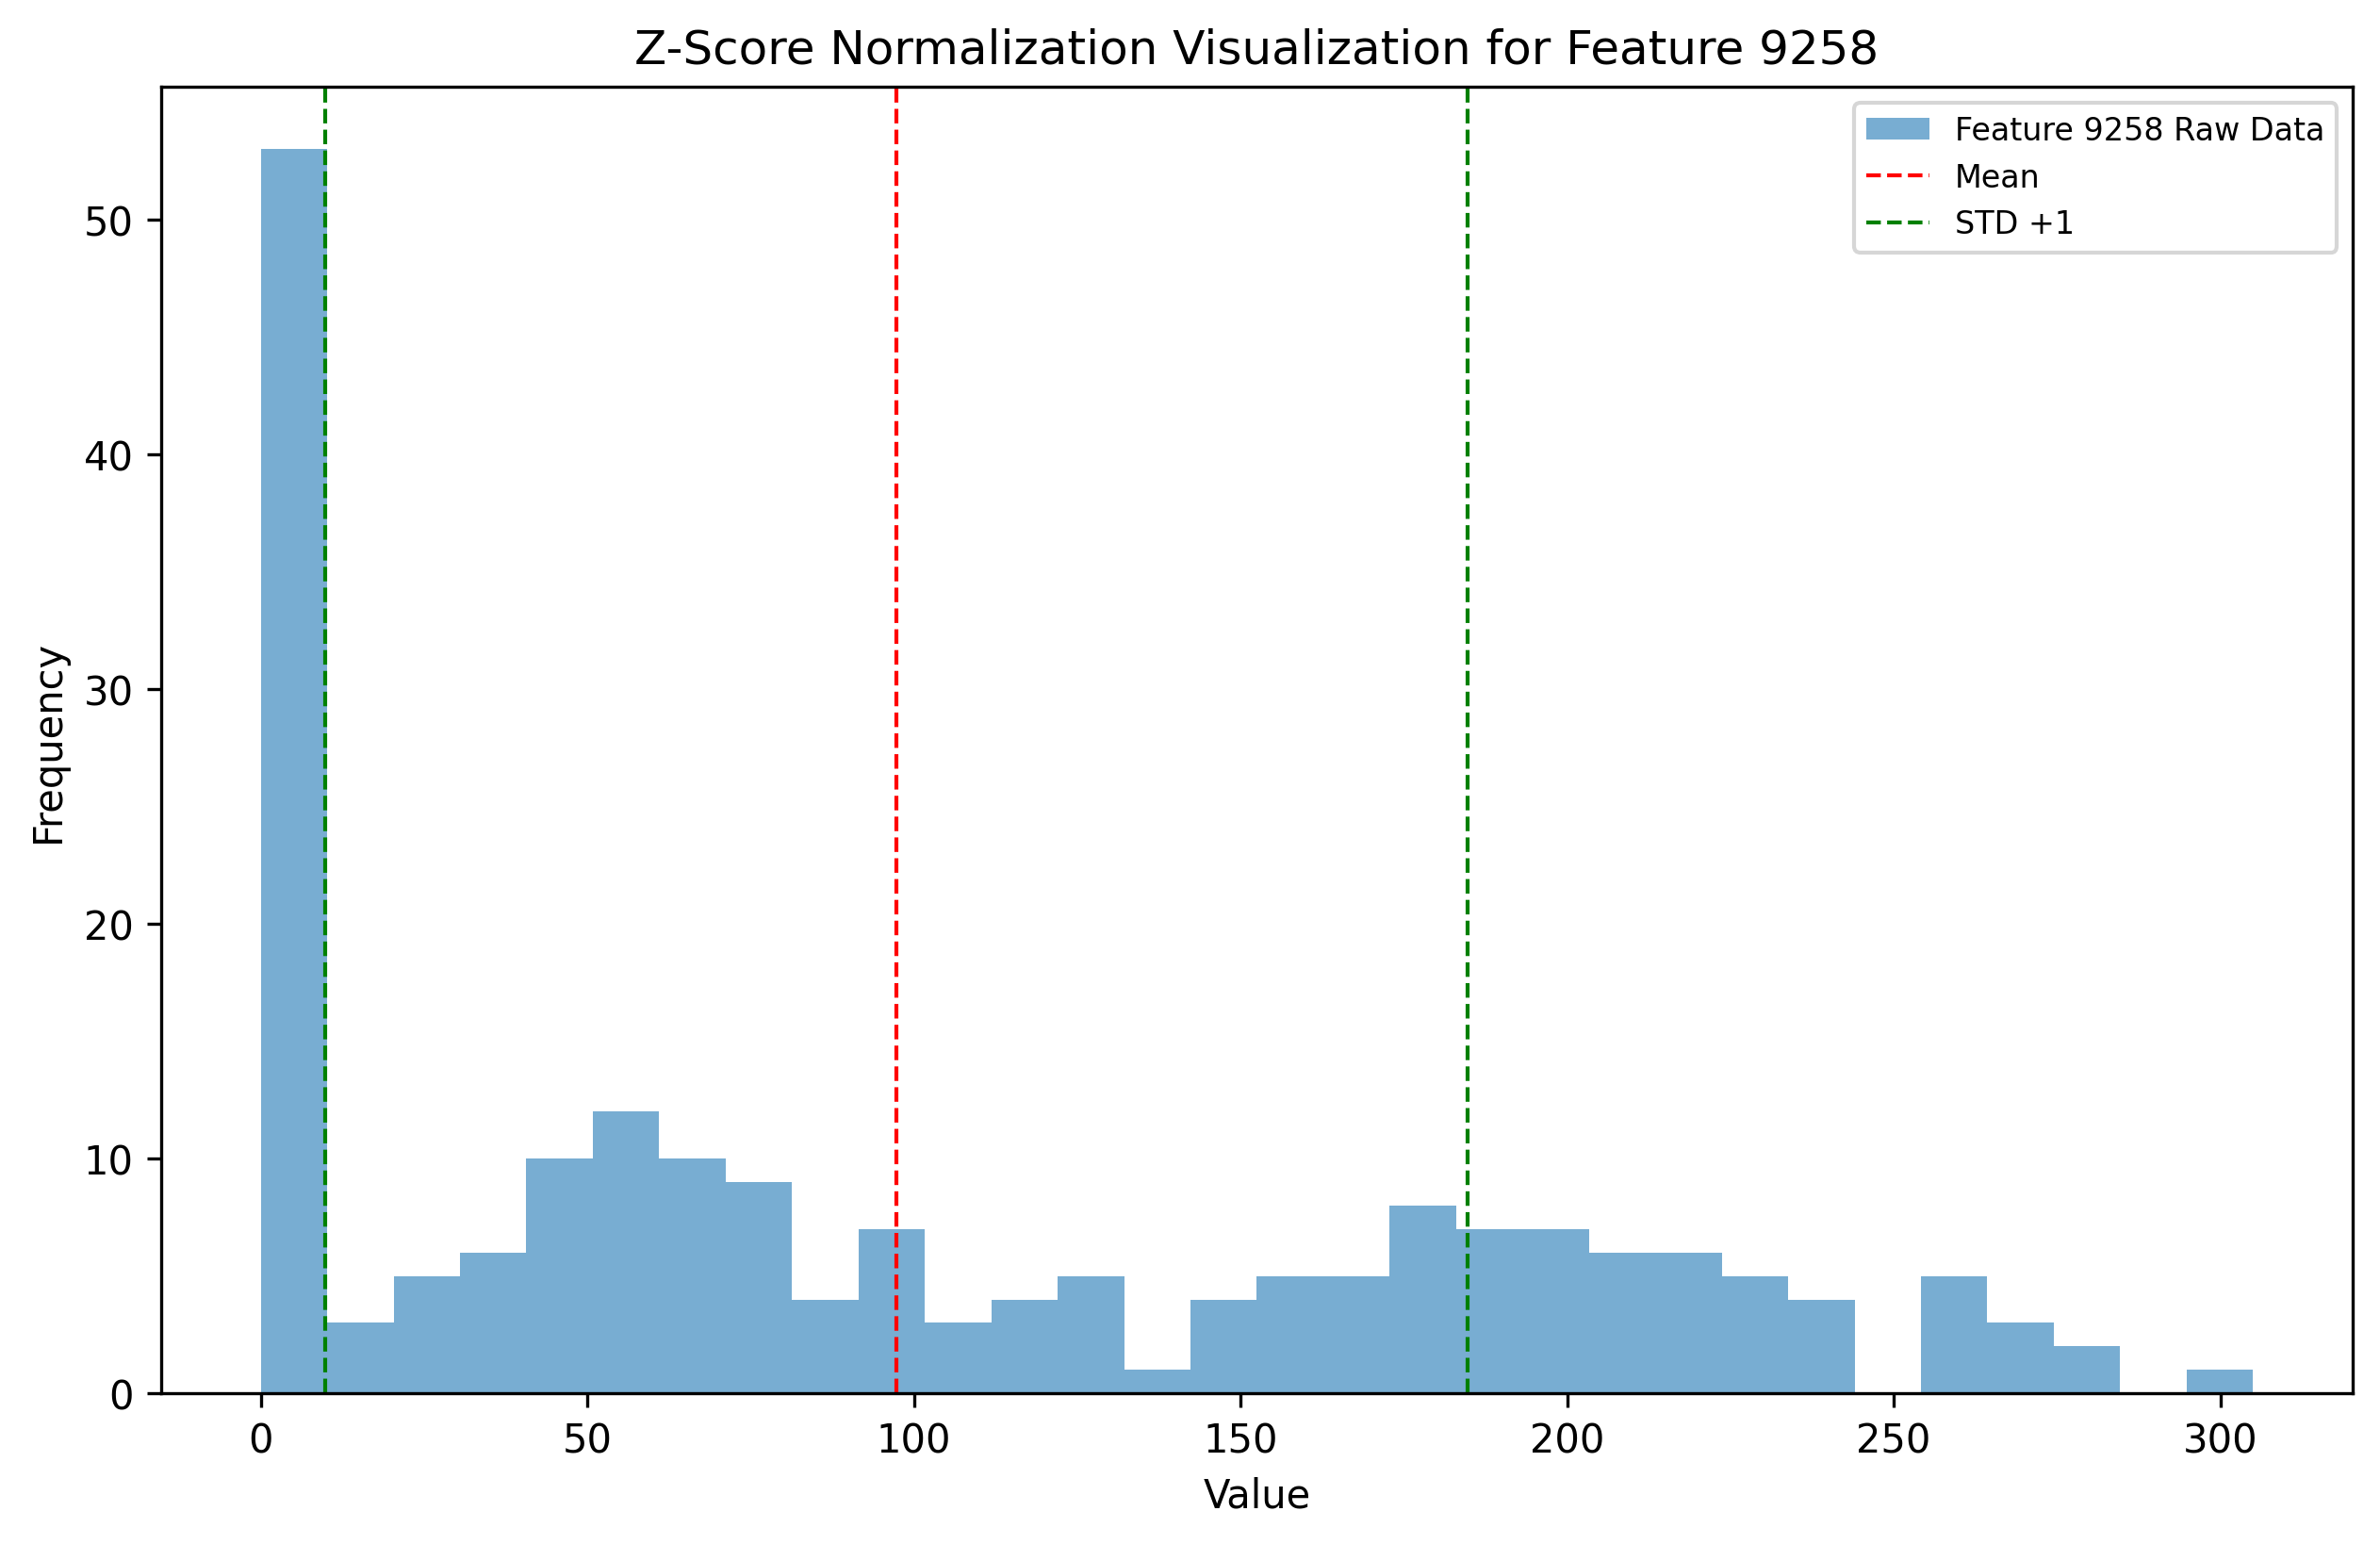 Z-Score Normalization Visualization for Feature 9258
Feature 9258 Raw Data
Mean
STD +1
50
40
30
20
10
0
Frequency
0 50 100 150 200 250 300
Value